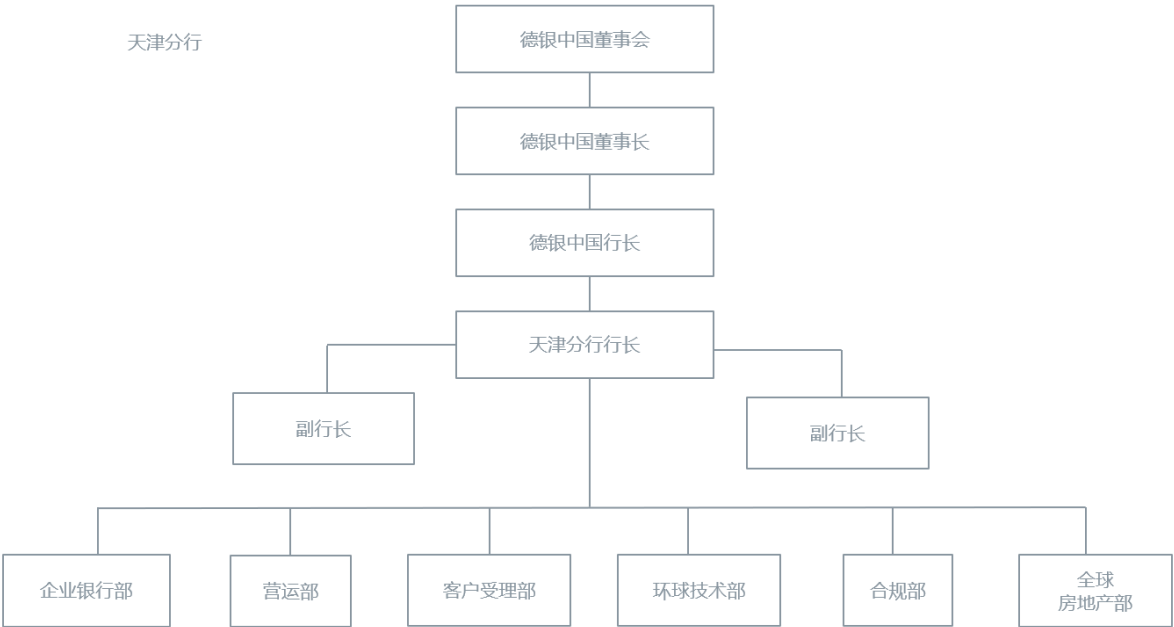 天津分行
德银中国董事会
德银中国董事长
德银中国行长
天津分行行长
副行长
副行长
企业银行部
营运部
客户受理部
环球技术部
合规部
全球
房地产部